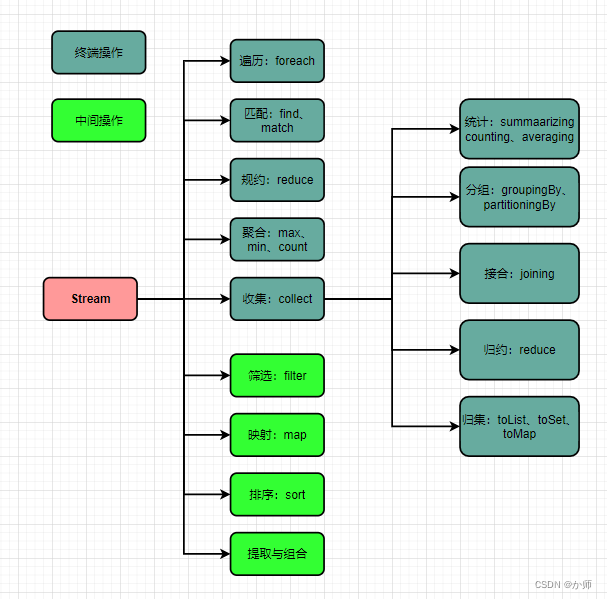 终端操作
中间操作
Stream
遍历：foreach
匹配：find、
match
规约：reduce
聚合：max、
min、count
收集：collect
筛选：filter
映射：map
排序：sort
提取与组合
统计：summaarizing
counting、averaging
分组：groupingBy、
partitioningBy
接合：joining
归约：reduce
归集：toList、toSet、
toMap
CSDN @か师